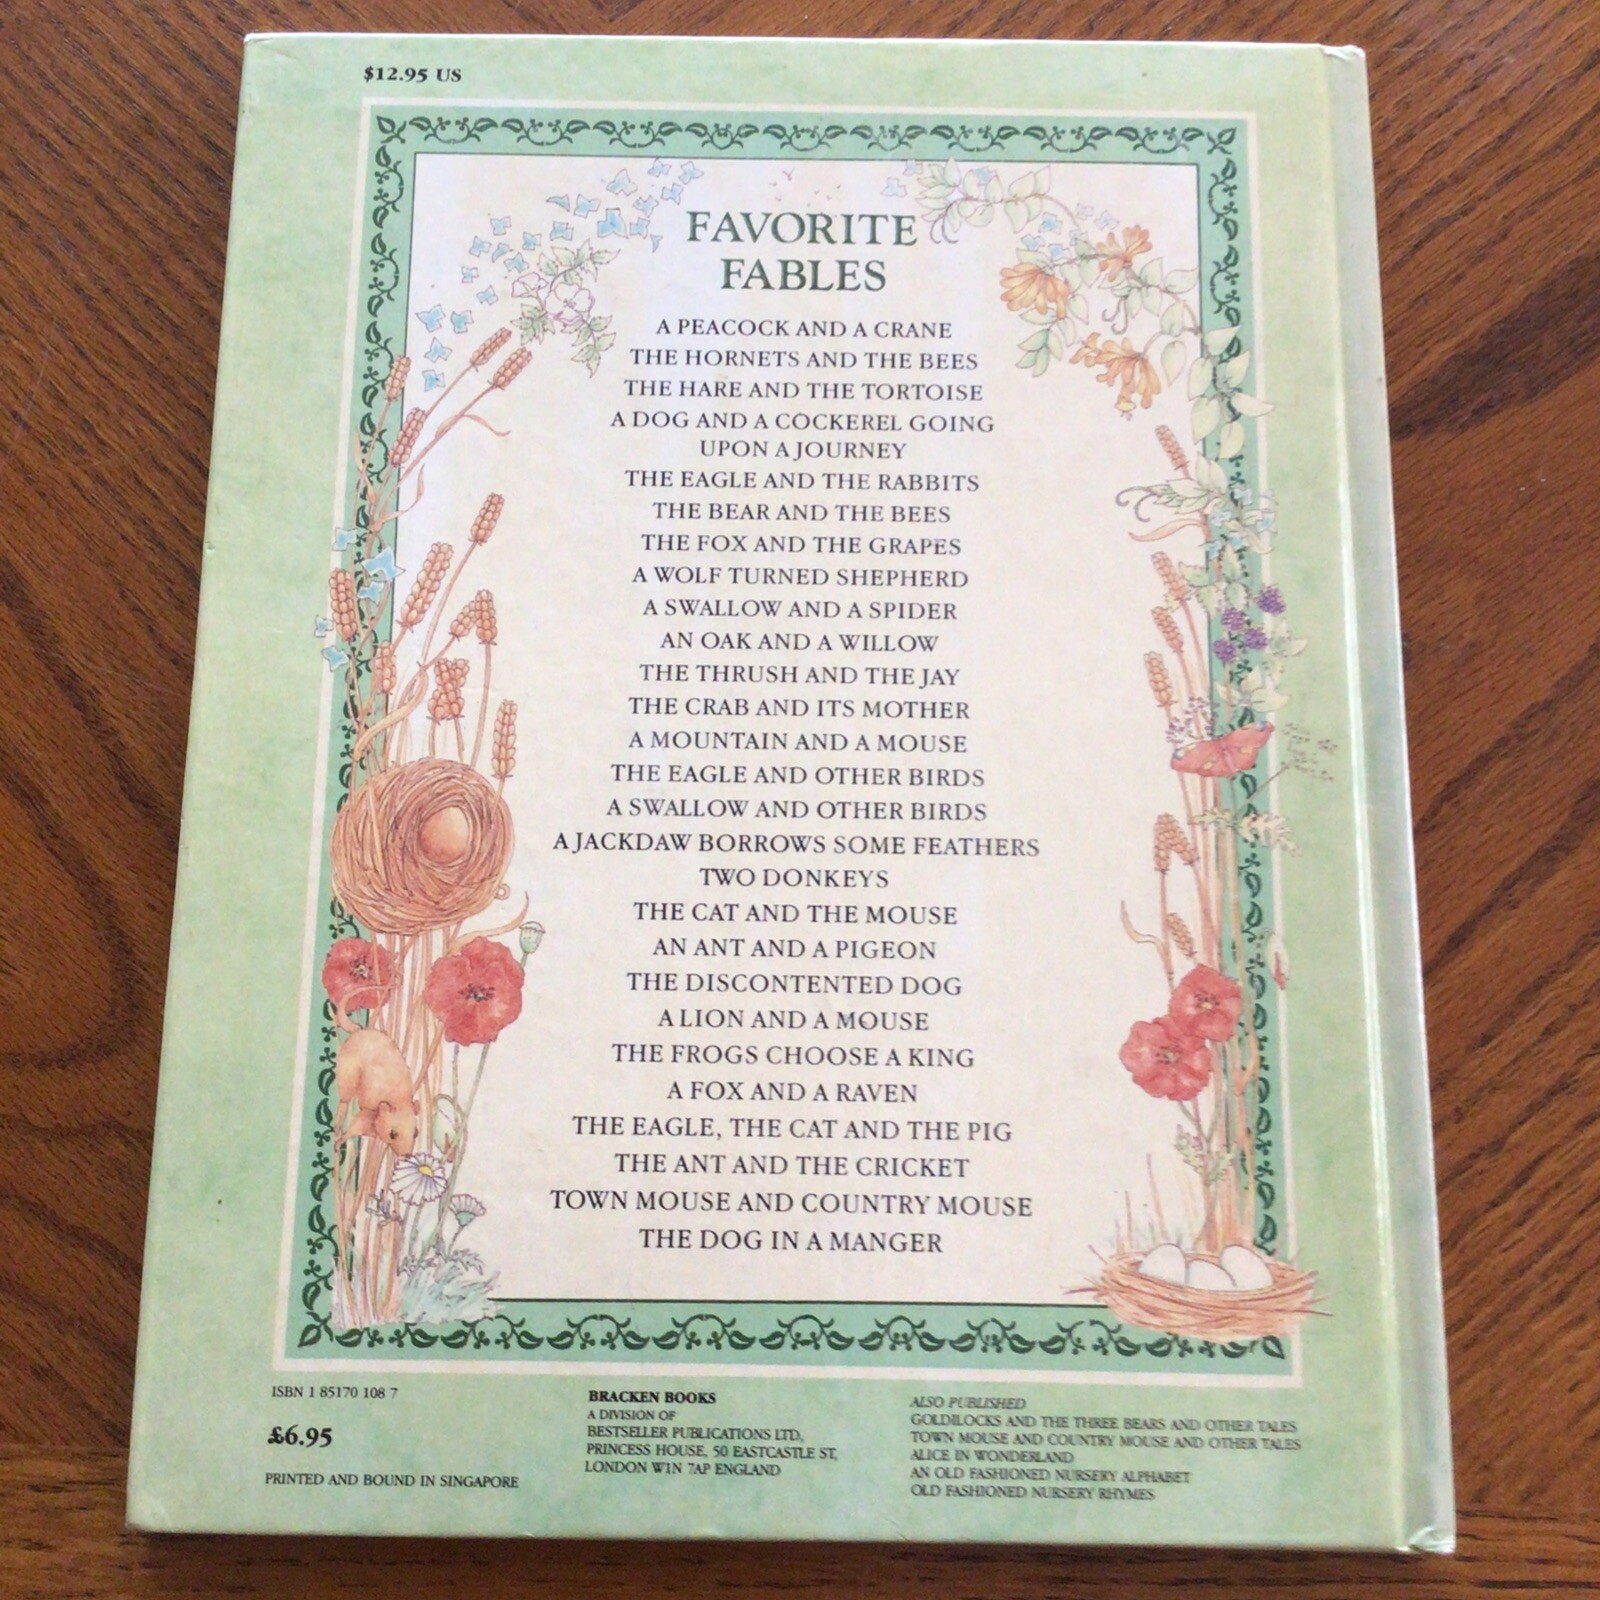 $12.95 US
FAVORITE
FABLES
A PEACOCK AND A CRANE
THE HORNETS AND THE BEES
THE HARE AND THE TORTOISE
A DOG AND A COCKEREL GOING
UPON A JOURNEY
THE EAGLE AND THE RABBITS
THE BEAR AND THE BEES
THE FOX AND THE GRAPES
A WOLF TURNED SHEPHERD
A SWALLOW AND A SPIDER
AN OAK AND A WILLOW
THE THRUSH AND THE JAY
THE CRAB AND ITS MOTHER
A MOUNTAIN AND A MOUSE
THE EAGLE AND OTHER BIRDS
A SWALLOW AND OTHER BIRDS
A JACKDAW BORROWS SOME FEATHERS
TWO DONKEYS
THE CAT AND THE MOUSE
AN ANT AND A PIGEON
THE DISCONTENTED DOG
A LION AND A MOUSE
THE FROGS CHOOSE A KING
A FOX AND A RAVEN
THE EAGLE, THE CAT AND THE PIG
THE ANT AND THE CRICKET
TOWN MOUSE AND COUNTRY MOUSE
THE DOG IN A MANGER
ISBN 1 85170 108 7
£6.95
PRINTED AND BOUND IN SINGAPORE
BRACKEN BOOKS
A DIVISION OF
BESTSELLER PUBLICATIONS LTD,
PRINCESS HOUSE, 50 EASTCASTLE ST,
LONDON W1N 7AP ENGLAND
ALSO PUBLISHED
GOLDILOCKS AND THE THREE BEARS AND OTHER TALES
TOWN MOUSE AND COUNTRY MOUSE AND OTHER TALES
ALICE IN WONDERLAND
AN OLD FASHIONED NURSERY ALPHABET
OLD FASHIONED NURSERY RHYMES